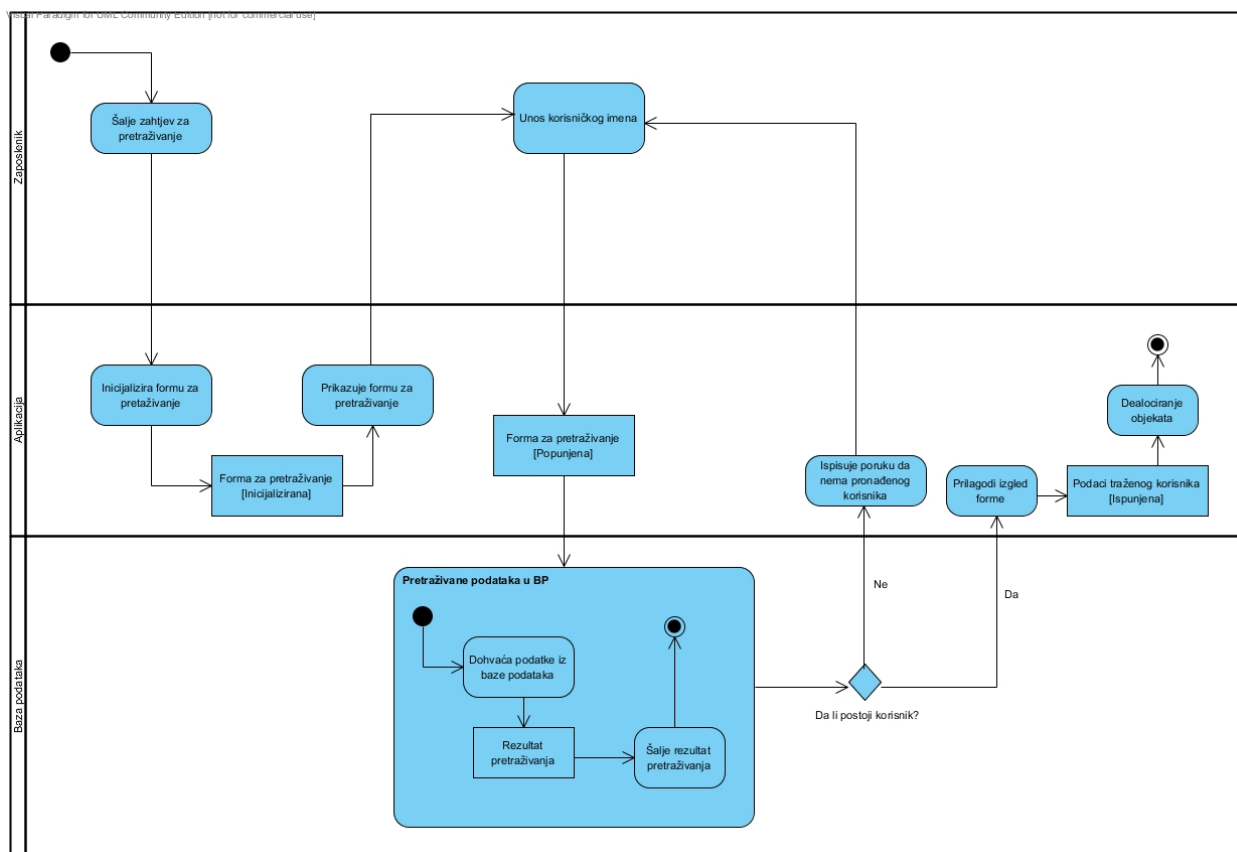 Visual Paradigm for UML Community Edition [not for commercial use]
Zaposlenik
Šalje zahtjev za
pretraživanje
Unos korisničkog imena
Aplikacija
Inicijalizira formu za
pretaživanje
Prikazuje formu za
pretraživanje
Forma za pretraživanje
[Inicijalizirana]
Forma za pretraživanje
[Popunjena]
Ispisuje poruku da
nema pronađenog
korisnika
Prilagodi izgled
forme
Podaci traženog korisnika
[Ispunjena]
Dealociranje
objekata
Baza podataka
Pretraživane podataka u BP
Dohvaća podatke iz
baze podataka
Rezultat
pretraživanja
Šalje rezultat
pretraživanja
Ne
Da
Da li postoji korisnik?